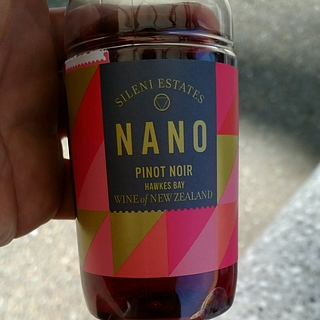 SILENI ESTATES
NANO
PINOT NOIR
HAWKES BAY
WINE of NEW ZEALAND